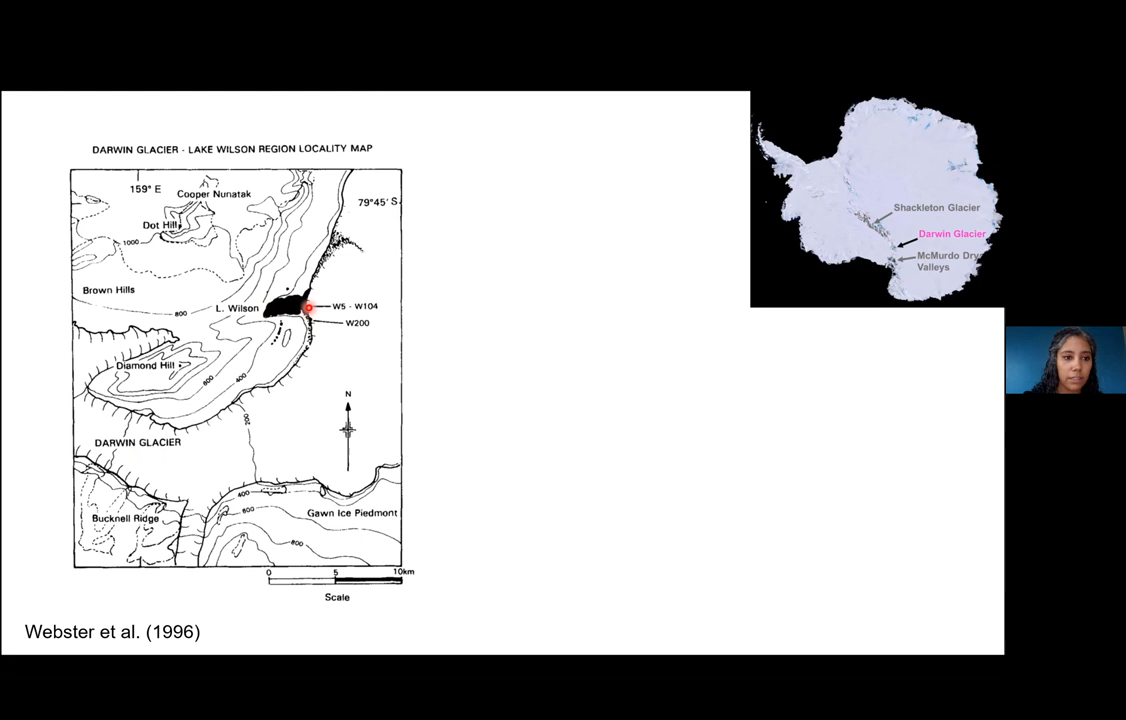 DARWIN GLACIER - LAKE WILSON REGION LOCALITY MAP
159° E
Cooper Nunatak
79°45' S
Dot Hill
1000
Brown Hills
800
L. Wilson
W5 - W104
W200
Diamond Hill
600
400
N
200
DARWIN GLACIER
400
600
Bucknell Ridge
Gawn Ice Piedmont
800
0 5 10km
Scale
Webster et al. (1996)
Shackleton Glacier
Darwin Glacier
McMurdo Dry
Valleys